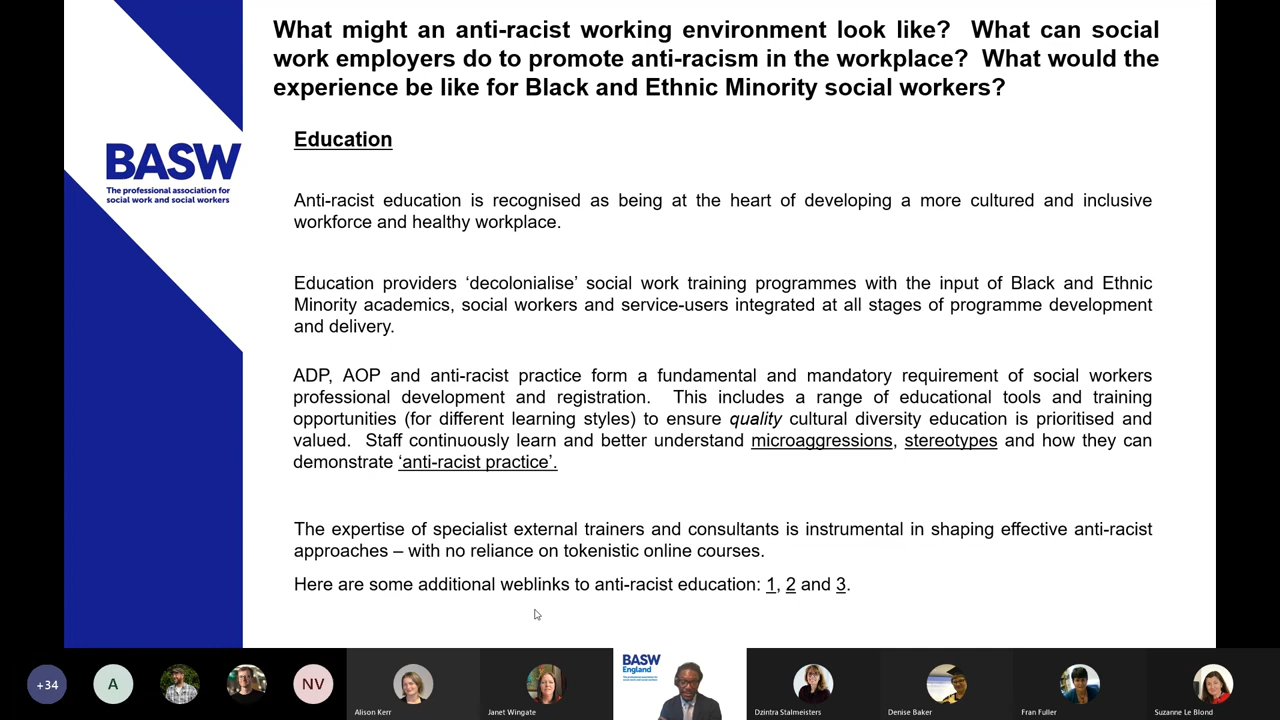 What might an anti-racist working environment look like? What can social
work employers do to promote anti-racism in the workplace? What would the
experience be like for Black and Ethnic Minority social workers?
Education
BASW
The professional association for
social work and social workers
Anti-racist education is recognised as being at the heart of developing a more cultured and inclusive
workforce and healthy workplace.
Education providers ‘decolonialise’ social work training programmes with the input of Black and Ethnic
Minority academics, social workers and service-users integrated at all stages of programme development
and delivery.
ADP, AOP and anti-racist practice form a fundamental and mandatory requirement of social workers
professional development and registration. This includes a range of educational tools and training
opportunities (for different learning styles) to ensure quality cultural diversity education is prioritised and
valued. Staff continuously learn and better understand microaggressions, stereotypes and how they can
demonstrate ‘anti-racist practice’.
The expertise of specialist external trainers and consultants is instrumental in shaping effective anti-racist
approaches – with no reliance on tokenistic online courses.
Here are some additional weblinks to anti-racist education: 1, 2 and 3.
+34
A
NV
Alison Kerr
Janet Wingate
BASW
England
Dzintra Stalmeisters
Denise Baker
Fran Fuller
Suzanne Le Blond